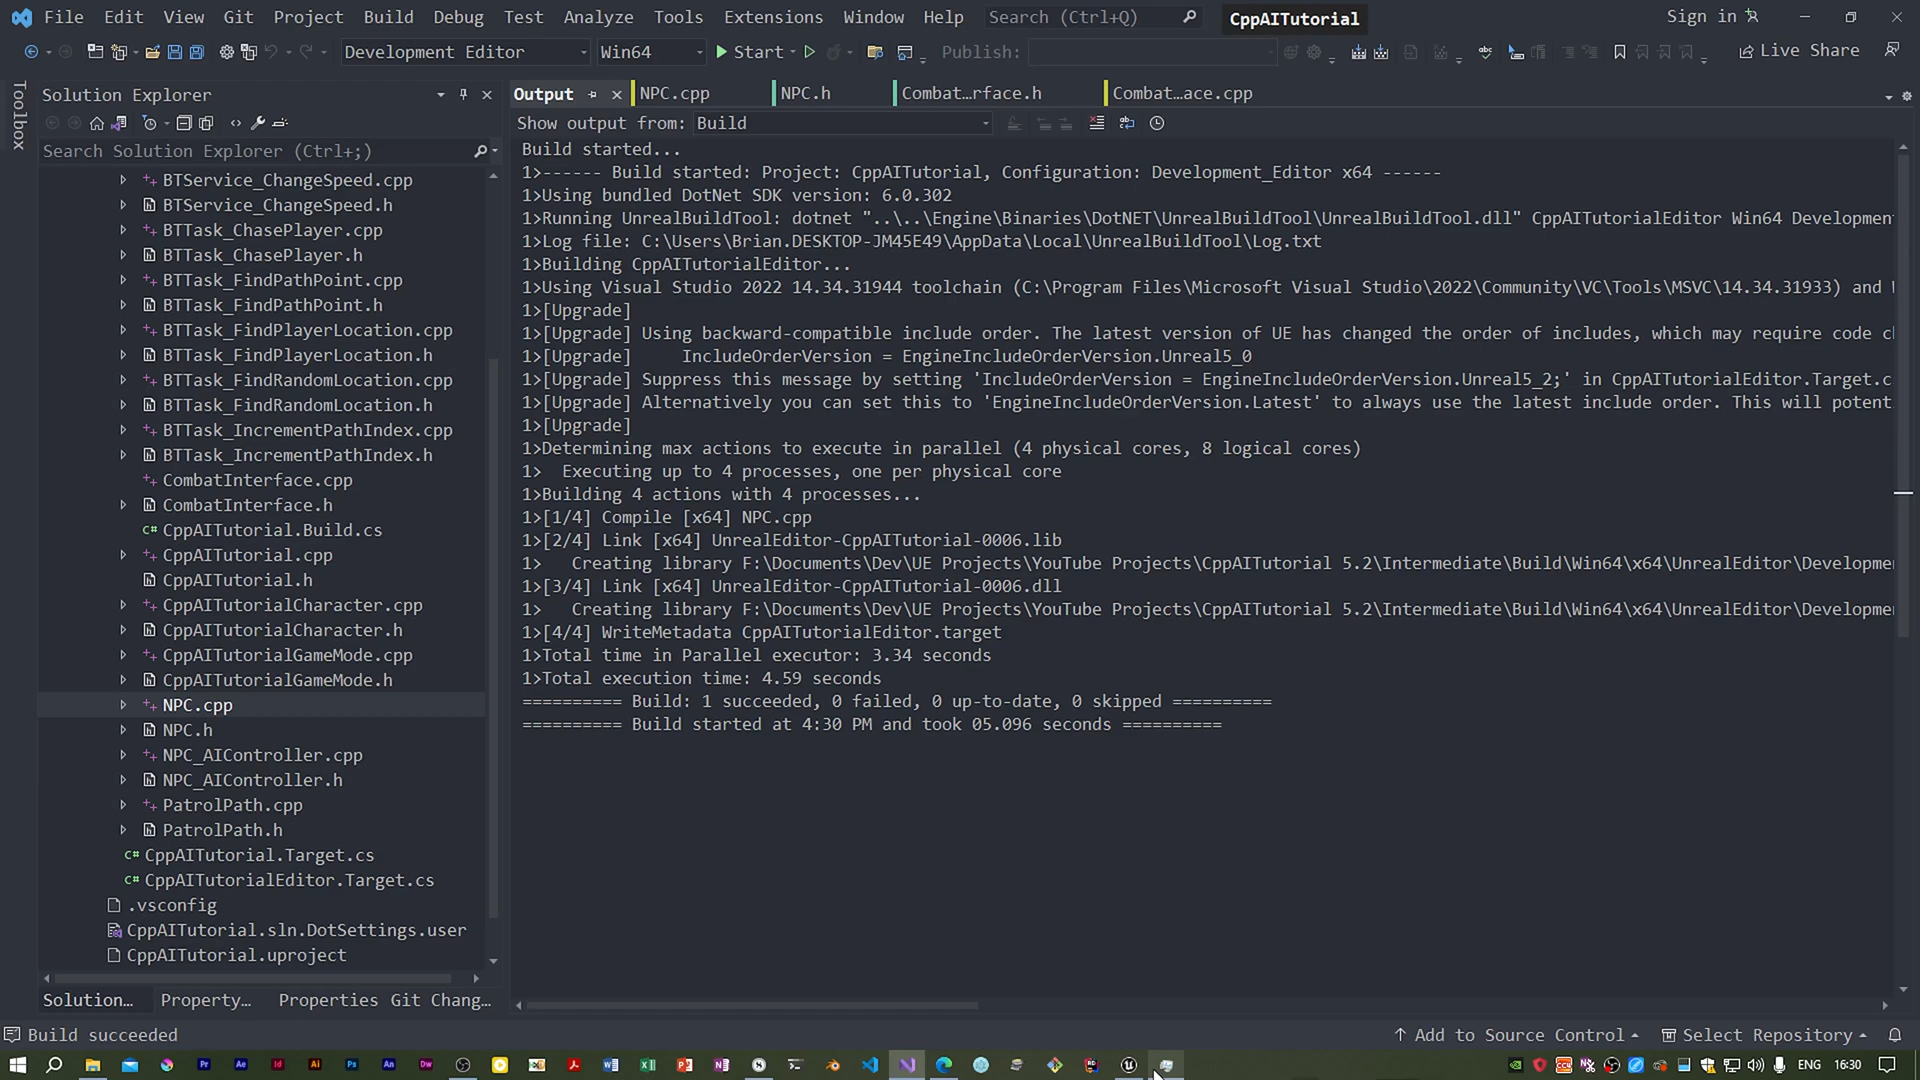 File Edit View Git Project Build Debug Test Analyze Tools Extensions Window Help Search (Ctrl+Q) CppAITutorial Sign in
Development Editor Win64 Start Publish: Live Share
Toolbox
Solution Explorer
Search Solution Explorer (Ctrl+;)
BTService_ChangeSpeed.cpp
BTService_ChangeSpeed.h
BTTask_ChasePlayer.cpp
BTTask_ChasePlayer.h
BTTask_FindPathPoint.cpp
BTTask_FindPathPoint.h
BTTask_FindPlayerLocation.cpp
BTTask_FindPlayerLocation.h
BTTask_FindRandomLocation.cpp
BTTask_FindRandomLocation.h
BTTask_IncrementPathIndex.cpp
BTTask_IncrementPathIndex.h
CombatInterface.cpp
CombatInterface.h
CppAITutorial.Build.cs
CppAITutorial.cpp
CppAITutorial.h
CppAITutorialCharacter.cpp
CppAITutorialCharacter.h
CppAITutorialGameMode.cpp
CppAITutorialGameMode.h
NPC.cpp
NPC.h
NPC_AIController.cpp
NPC_AIController.h
PatrolPath.cpp
PatrolPath.h
CppAITutorial.Target.cs
CppAITutorialEditor.Target.cs
.vsconfig
CppAITutorial.sln.DotSettings.user
CppAITutorial.uproject
Solution... Property... Properties Git Chang...
Output NPC.cpp NPC.h Combat...rface.h Combat...ace.cpp
Show output from: Build
Build started...
1>------ Build started: Project: CppAITutorial, Configuration: Development_Editor x64 ------
1>Using bundled DotNet SDK version: 6.0.302
1>Running UnrealBuildTool: dotnet "..\..\Engine\Binaries\DotNET\UnrealBuildTool\UnrealBuildTool.dll" CppAITutorialEditor Win64 Development
1>Log file: C:\Users\Brian.DESKTOP-JM45E49\AppData\Local\UnrealBuildTool\Log.txt
1>Building CppAITutorialEditor...
1>Using Visual Studio 2022 14.34.31944 toolchain (C:\Program Files\Microsoft Visual Studio\2022\Community\VC\Tools\MSVC\14.34.31933) and W
1>[Upgrade]
1>[Upgrade] Using backward-compatible include order. The latest version of UE has changed the order of includes, which may require code c
1>[Upgrade]     IncludeOrderVersion = EngineIncludeOrderVersion.Unreal5_0
1>[Upgrade] Suppress this message by setting 'IncludeOrderVersion = EngineIncludeOrderVersion.Unreal5_2;' in CppAITutorialEditor.Target.c
1>[Upgrade] Alternatively you can set this to 'EngineIncludeOrderVersion.Latest' to always use the latest include order. This will potent
1>[Upgrade]
1>Determining max actions to execute in parallel (4 physical cores, 8 logical cores)
1>  Executing up to 4 processes, one per physical core
1>Building 4 actions with 4 processes...
1>[1/4] Compile [x64] NPC.cpp
1>[2/4] Link [x64] UnrealEditor-CppAITutorial-0006.lib
1>   Creating library F:\Documents\Dev\UE Projects\YouTube Projects\CppAITutorial 5.2\Intermediate\Build\Win64\x64\UnrealEditor\Developme
1>[3/4] Link [x64] UnrealEditor-CppAITutorial-0006.dll
1>   Creating library F:\Documents\Dev\UE Projects\YouTube Projects\CppAITutorial 5.2\Intermediate\Build\Win64\x64\UnrealEditor\Developme
1>[4/4] WriteMetadata CppAITutorialEditor.target
1>Total time in Parallel executor: 3.34 seconds
1>Total execution time: 4.59 seconds
========== Build: 1 succeeded, 0 failed, 0 up-to-date, 0 skipped ==========
========== Build started at 4:30 PM and took 05.096 seconds ==========
Build succeeded Add to Source Control Select Repository
ENG 16:30